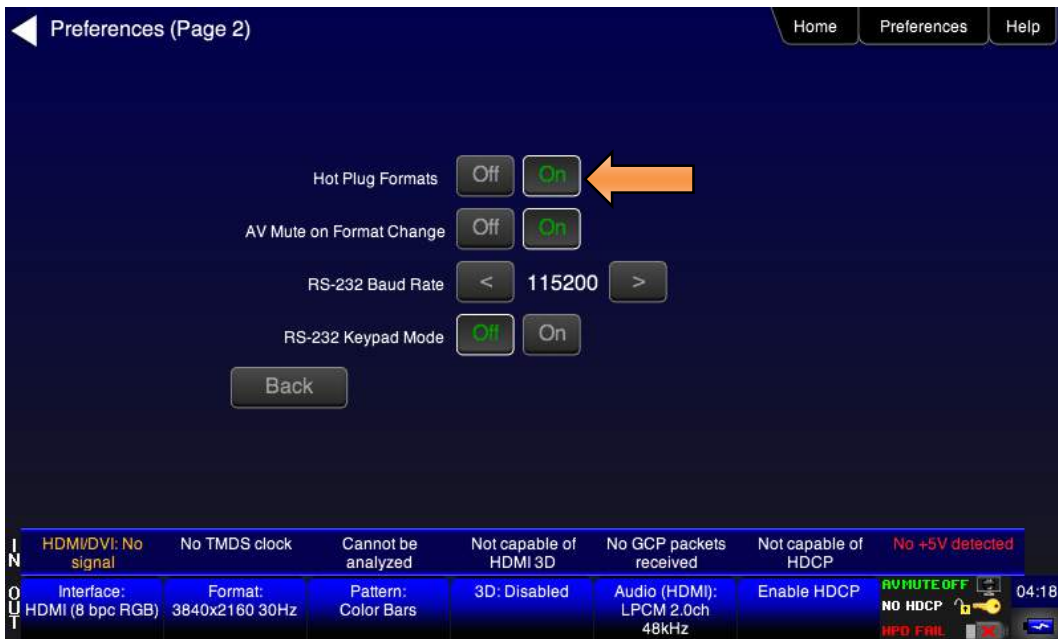 Preferences (Page 2)
Home
Preferences
Help
Hot Plug Formats
Off
On
AV Mute on Format Change
Off
On
RS-232 Baud Rate
<
115200
>
RS-232 Keypad Mode
Off
On
Back
IN
HDMI/DVI: No
signal
No TMDS clock
Cannot be
analyzed
Not capable of
HDMI 3D
No GCP packets
received
Not capable of
HDCP
No +5V detected
OUT
Interface:
HDMI (8 bpc RGB)
Format:
3840x2160 30Hz
Pattern:
Color Bars
3D: Disabled
Audio (HDMI):
LPCM 2.0ch
48kHz
Enable HDCP
AVMUTEOFF
NO HDCP
HPD FAIL
04:18